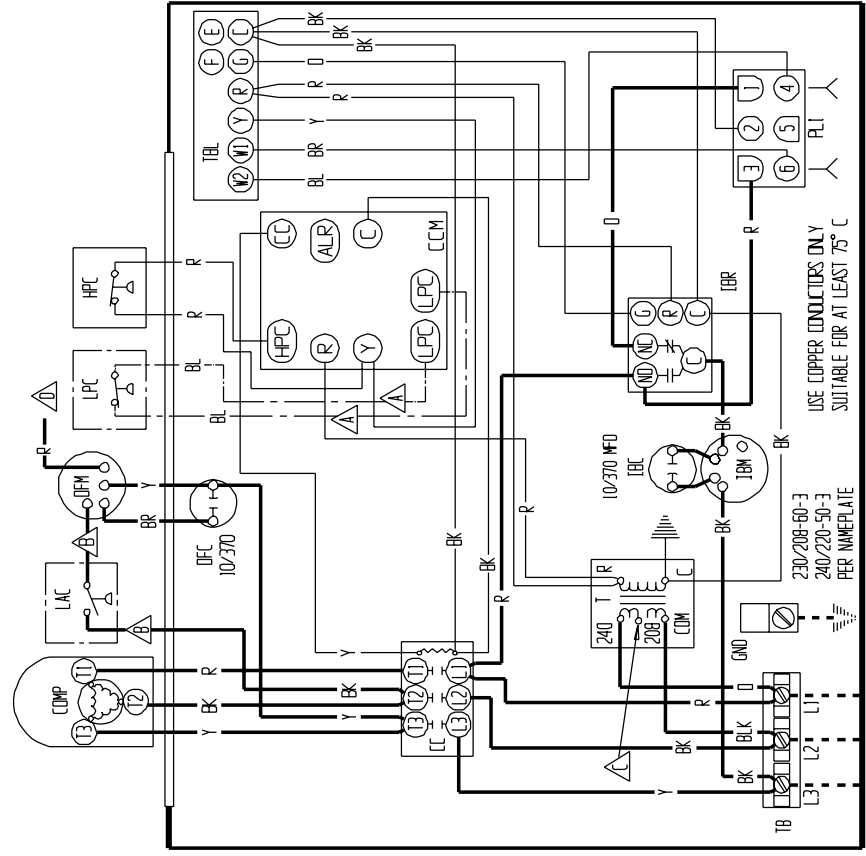 BK
BK
BK
O
R
R
Y
BR
BL
E
C
F
G
R
Y
W1
W2
TBL
1
4
2
5
3
6
PL1
CC
ALR
C
HPC
R
Y
LPC
LPC
CCM
HPC
R
R
LPC
BL
BL
A
A
D
R
OFM
Y
BR
OFC
10/370
LAC
B
B
COMP
T1
T2
T3
R
BK
Y
Y
BK
Y
T1
T2
T3
L1
L2
L3
CC
BK
BK
R
R
O
R
G
R
C
NC
NO
C
IBR
BK
10/370 MFD
IBC
IBM
BK
BK
T
R
C
240
208
COM
C
O
R
BLK
BK
BK
Y
GND
TB
L1
L2
L3
USE COPPER CONDUCTORS ONLY
SUITABLE FOR AT LEAST 75° C
230/208-60-3
240/220-50-3
PER NAMEPLATE